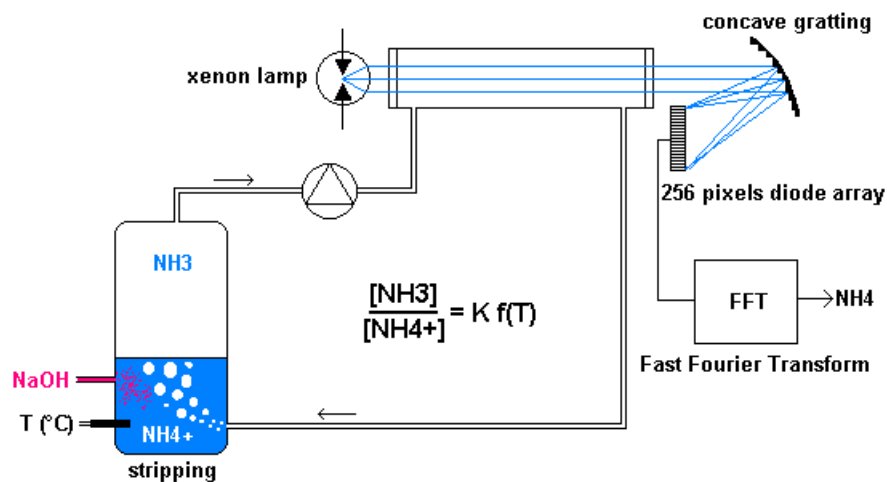 concave gratting
xenon lamp
256 pixels diode array
NH3
[NH3]
[NH4+] = K f(T)
FFT
NH4
Fast Fourier Transform
NaOH
T (°C)
NH4+
stripping